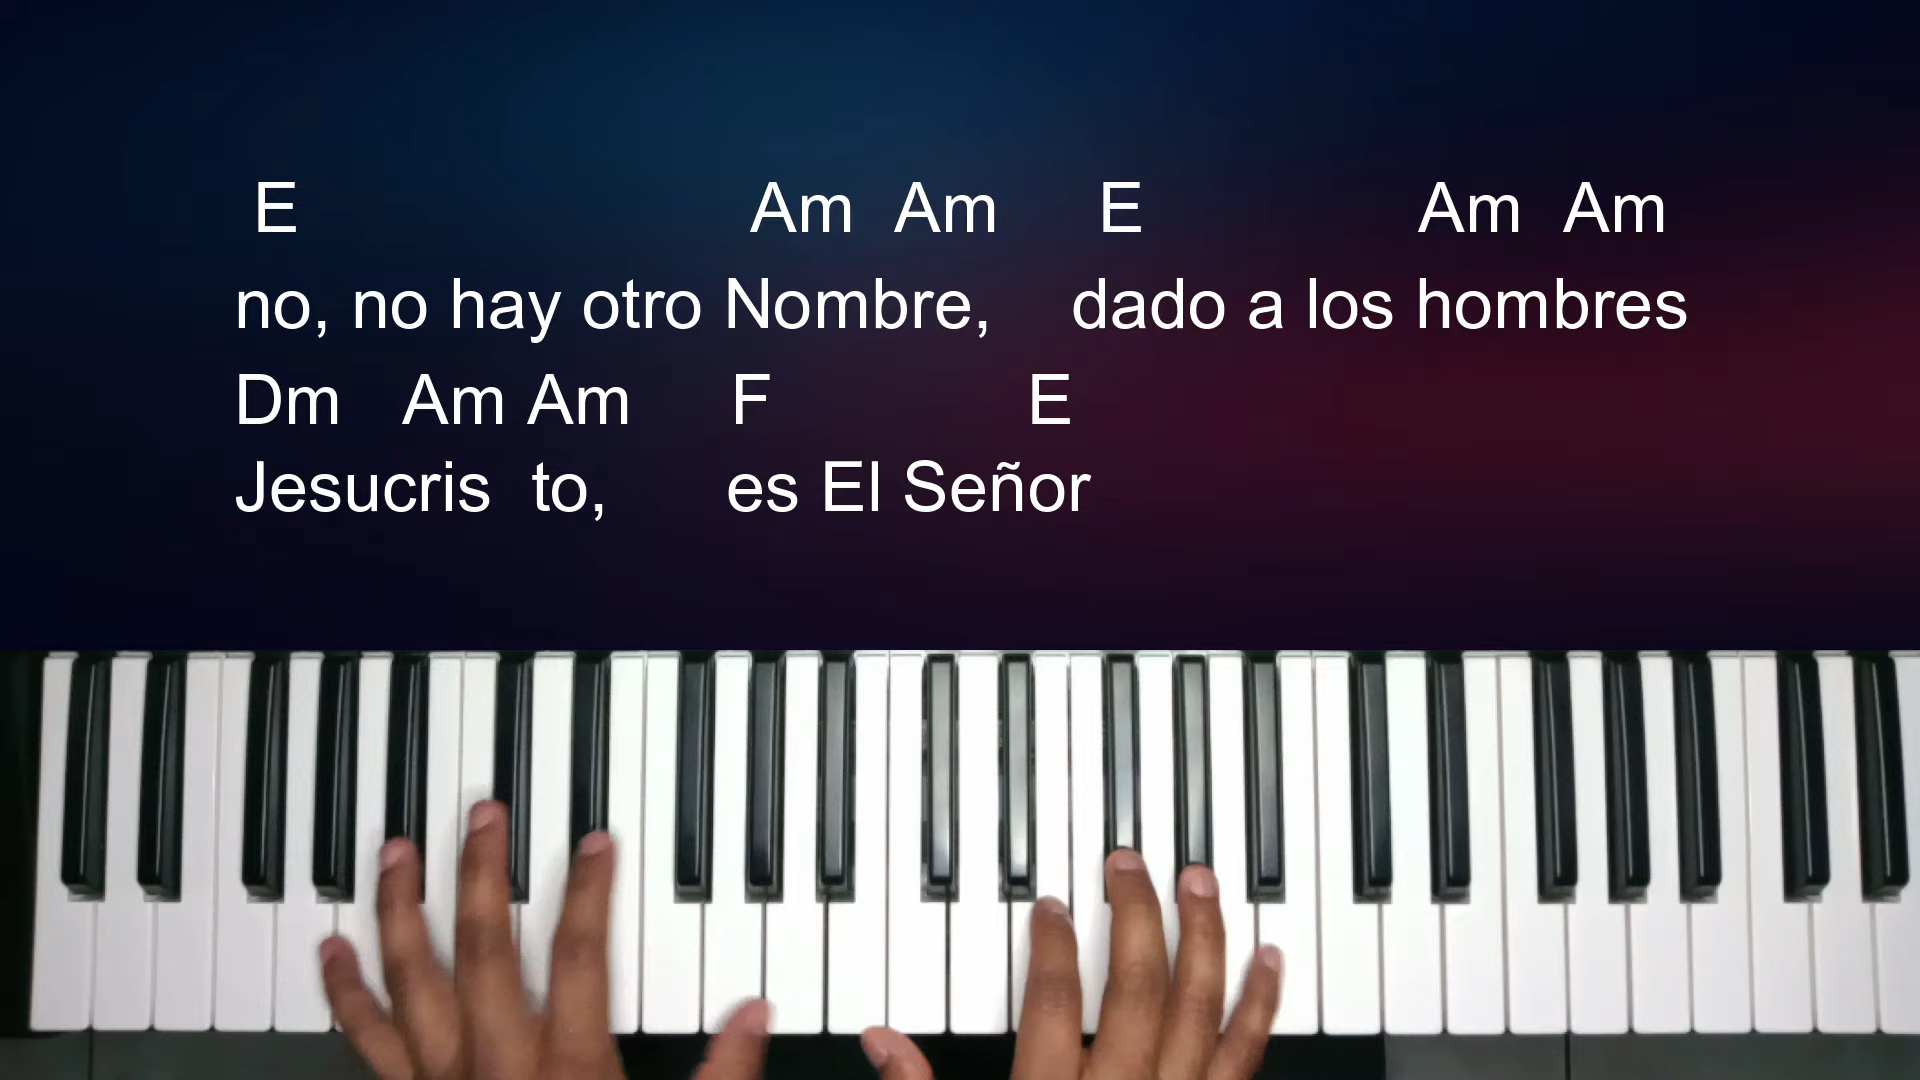 E Am Am E Am Am
no, no hay otro Nombre, dado a los hombres
Dm Am Am F E
Jesucris to, es El Señor